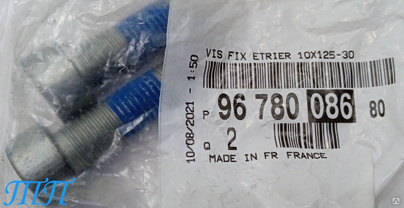 VIS FIX ETRIER 10X125-30
P 96 780 086 80
Q 2
MADE IN FR FRANCE
10/08/2021 - 1:50
ТТТ